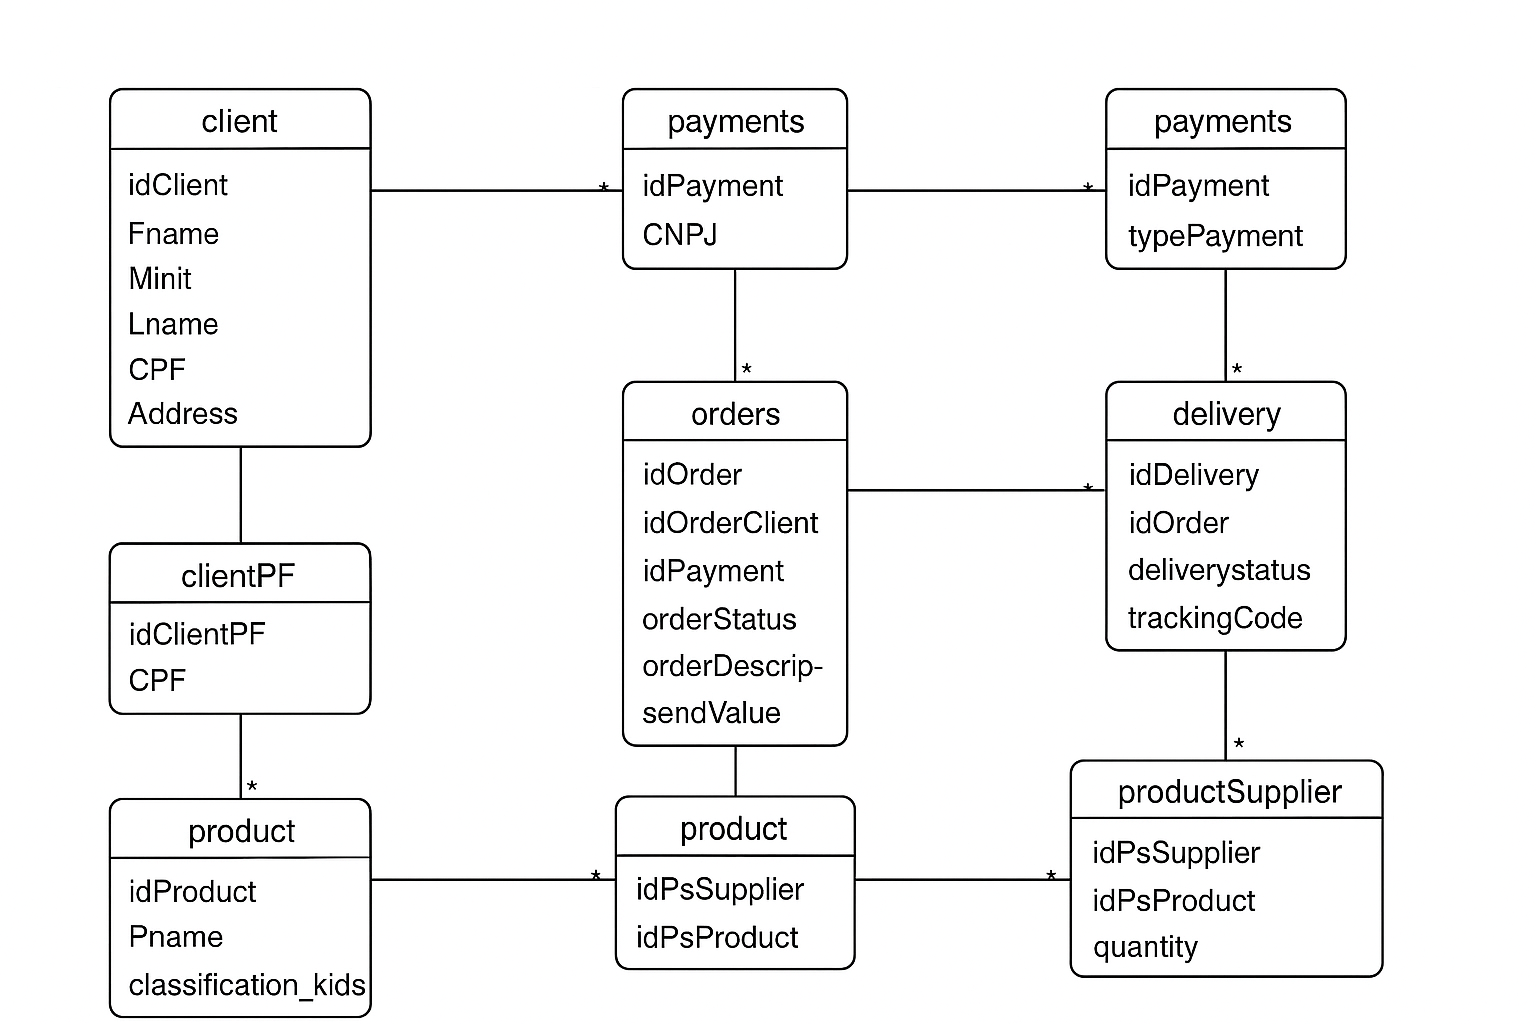 client
idClient
Fname
Minit
Lname
CPF
Address
payments
*
idPayment
CNPJ
payments
*
idPayment
typePayment
clientPF
idClientPF
CPF
*
orders
idOrder
idOrderClient
idPayment
orderStatus
orderDescrip-
sendValue
*
delivery
*
idDelivery
idOrder
deliverystatus
trackingCode
*
product
idProduct
Pname
classification_kids
product
*
idPsSupplier
idPsProduct
*
productSupplier
*
idPsSupplier
idPsProduct
quantity